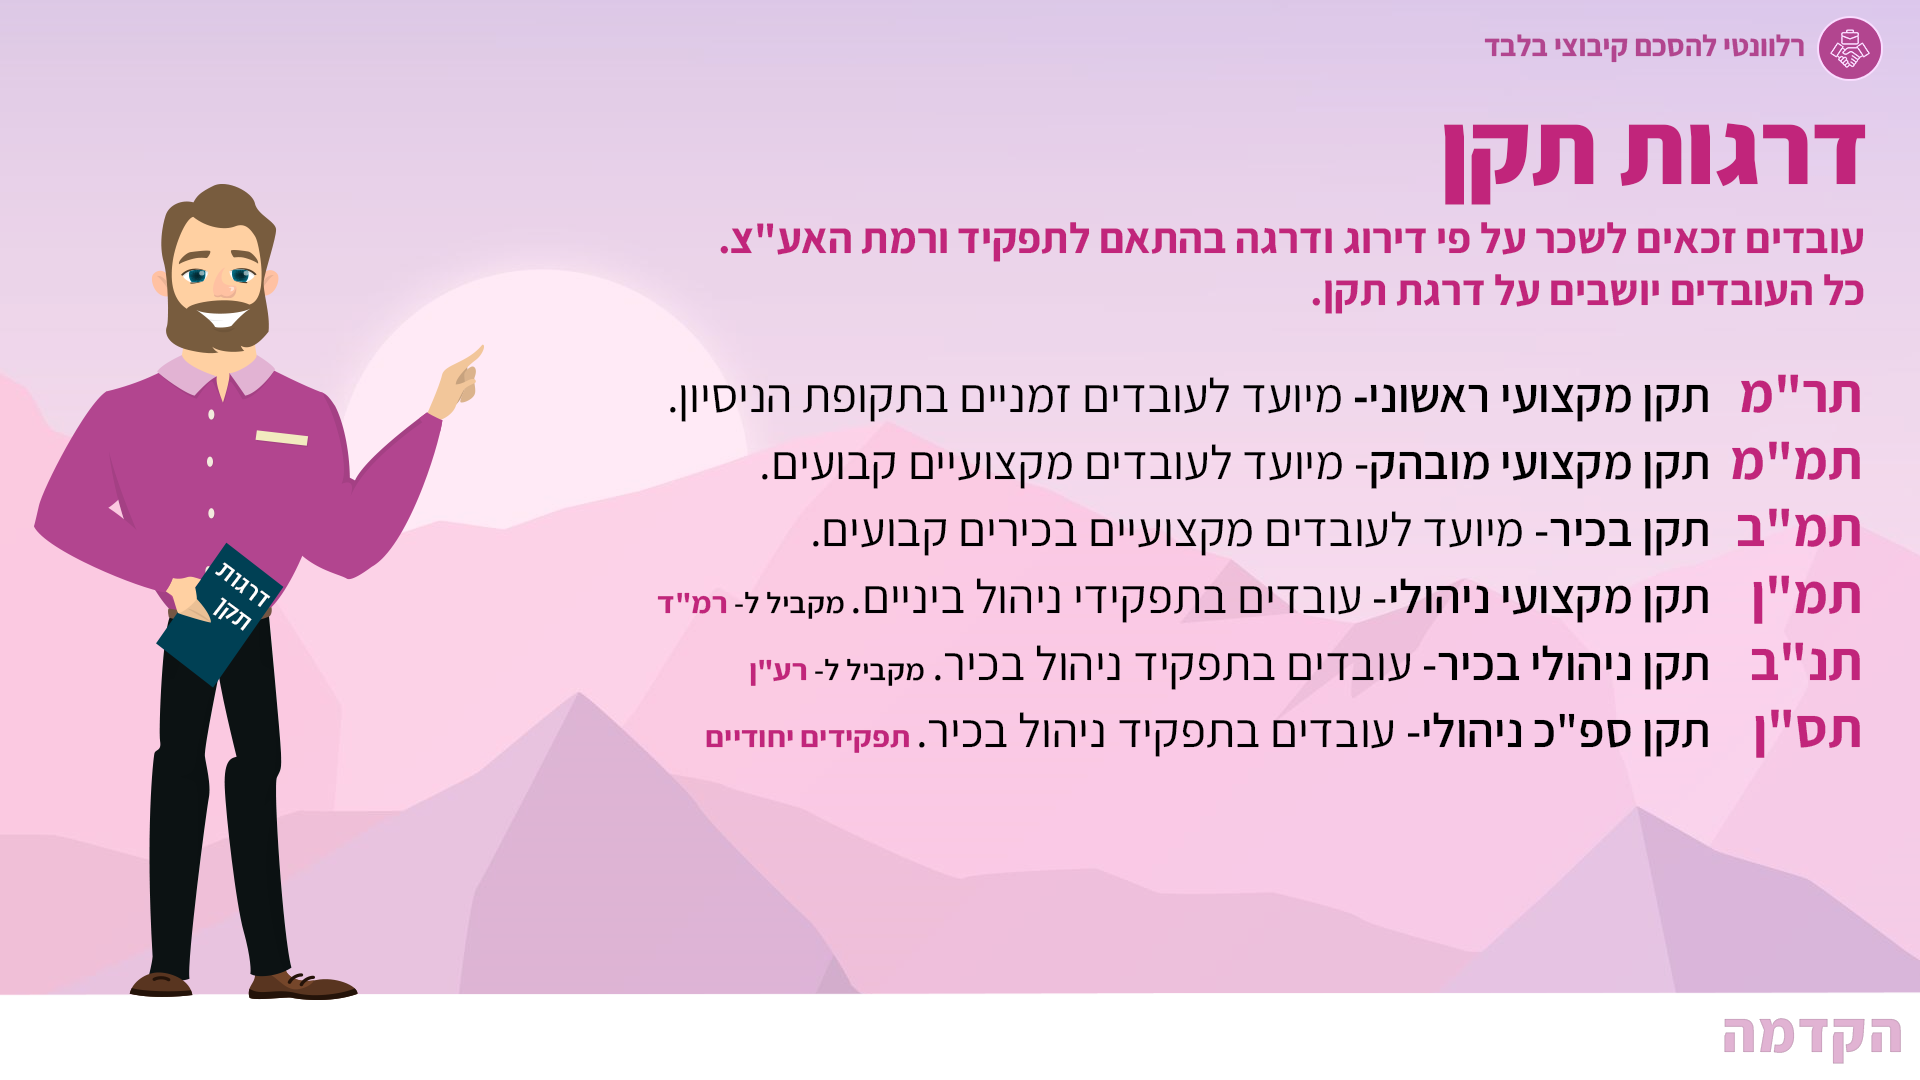 רלוונטי להסכם קיבוצי בלבד
דרגות תקן
עובדים זכאים לשכר על פי דירוג ודרגה בהתאם לתפקיד ורמת האע"צ.
כל העובדים יושבים על דרגת תקן.
תר"מ תקן מקצועי ראשוני- מיועד לעובדים זמניים בתקופת הניסיון.
תמ"מ תקן מקצועי מובהק- מיועד לעובדים מקצועיים קבועים.
תמ"ב תקן בכיר- מיועד לעובדים מקצועיים בכירים קבועים.
תמ"ן תקן מקצועי ניהולי- עובדים בתפקידי ניהול ביניים. מקביל ל- רמ"ד
תנ"ב תקן ניהולי בכיר- עובדים בתפקיד ניהול בכיר. מקביל ל- רע"ן
תס"ן תקן ספ"כ ניהולי- עובדים בתפקיד ניהול בכיר. תפקידים יחודיים
דרגות
תקן
הקדמה